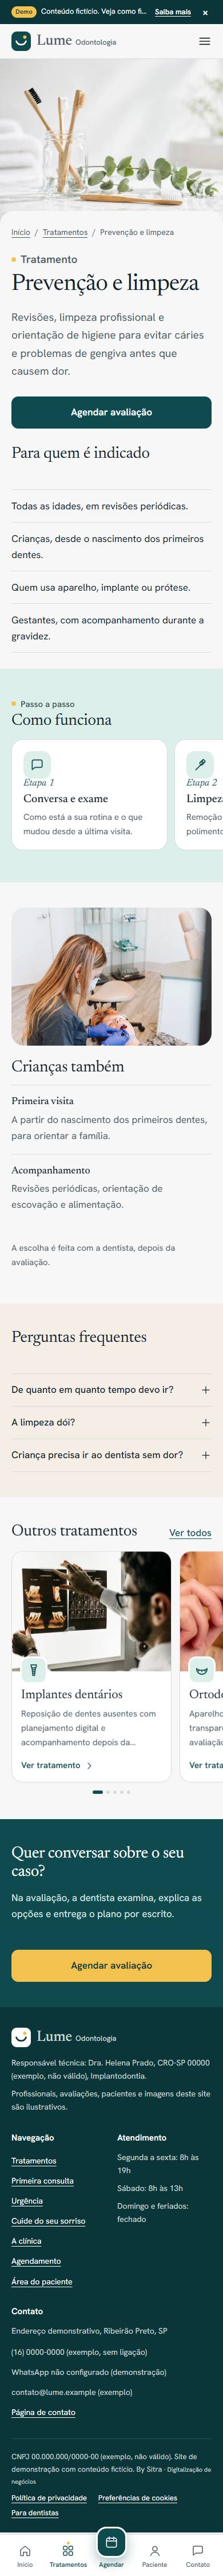 Demo Conteúdo fictício. Veja como fi... Saiba mais ×
Lume Odontologia
Início / Tratamentos / Prevenção e limpeza
Tratamento
Prevenção e limpeza
Revisões, limpeza profissional e
orientação de higiene para evitar cáries
e problemas de gengiva antes que
causem dor.
Agendar avaliação
Para quem é indicado
Todas as idades, em revisões periódicas.
Crianças, desde o nascimento dos primeiros
dentes.
Quem usa aparelho, implante ou prótese.
Gestantes, com acompanhamento durante a
gravidez.
Passo a passo
Como funciona
Etapa 1
Conversa e exame
Como está a sua rotina e o que
mudou desde a última visita.
Etapa 2
Limpeza
Remoção
polimento
Crianças também
Primeira visita
A partir do nascimento dos primeiros dentes,
para orientar a família.
Acompanhamento
Revisões periódicas, orientação de
escovação e alimentação.
A escolha é feita com a dentista, depois da
avaliação.
Perguntas frequentes
De quanto em quanto tempo devo ir?
A limpeza dói?
Criança precisa ir ao dentista sem dor?
Outros tratamentos
Ver todos
Implantes dentários
Reposição de dentes ausentes com
planejamento digital e
acompanhamento depois da...
Ver tratamento
Ortodo
Aparelho
transpare
avaliação
Ver trata
Quer conversar sobre o seu
caso?
Na avaliação, a dentista examina, explica as
opções e entrega o plano por escrito.
Agendar avaliação
Lume Odontologia
Responsável técnica: Dra. Helena Prado, CRO-SP 00000
(exemplo, não válido), Implantodontia.
Profissionais, avaliações, pacientes e imagens deste site
são ilustrativos.
Navegação
Tratamentos
Primeira consulta
Urgência
Cuide do seu sorriso
A clínica
Agendamento
Área do paciente
Atendimento
Segunda a sexta: 8h às
19h
Sábado: 8h às 13h
Domingo e feriados:
fechado
Contato
Endereço demonstrativo, Ribeirão Preto, SP
(16) 0000-0000 (exemplo, sem ligação)
WhatsApp não configurado (demonstração)
contato@lume.example (exemplo)
Página de contato
CNPJ 00.000.000/0000-00 (exemplo, não válido). Site de
demonstração com conteúdo fictício. By Sitra · Digitalização de
negócios
Política de privacidade Preferências de cookies
Para dentistas
Início Tratamentos Agendar Paciente Contato